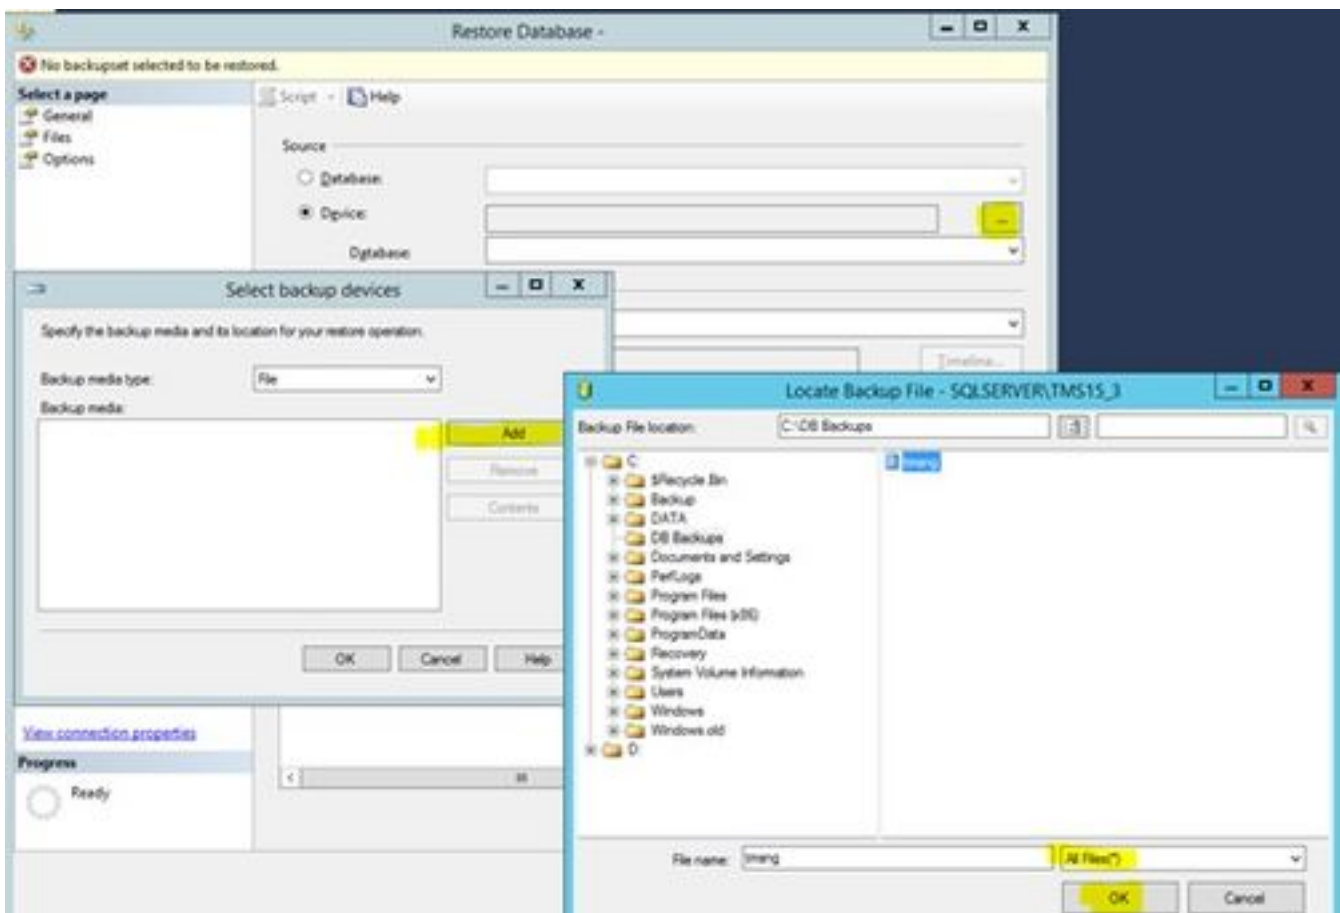 Restore Database -
No backupset selected to be restored.
Select a page
General
Files
Options
Script
Help
Source
Database:
Device:
...
Database:
Timeline...
Select backup devices
Specify the backup media and its location for your restore operation.
Backup media type:
File
Backup media:
Add
Remove
Contents
OK
Cancel
Help
View connection properties
Progress
Ready
Locate Backup File - SQLSERVER\TMS15_3
Backup File location:
C:\DB Backups
C:
$Recycle.Bin
Backup
DATA
DB Backups
Documents and Settings
PerfLogs
Program Files
Program Files (x86)
ProgramData
Recovery
System Volume Information
Users
Windows
Windows.old
D:
tmsng
File name:
tmsng
All Files(*)
OK
Cancel